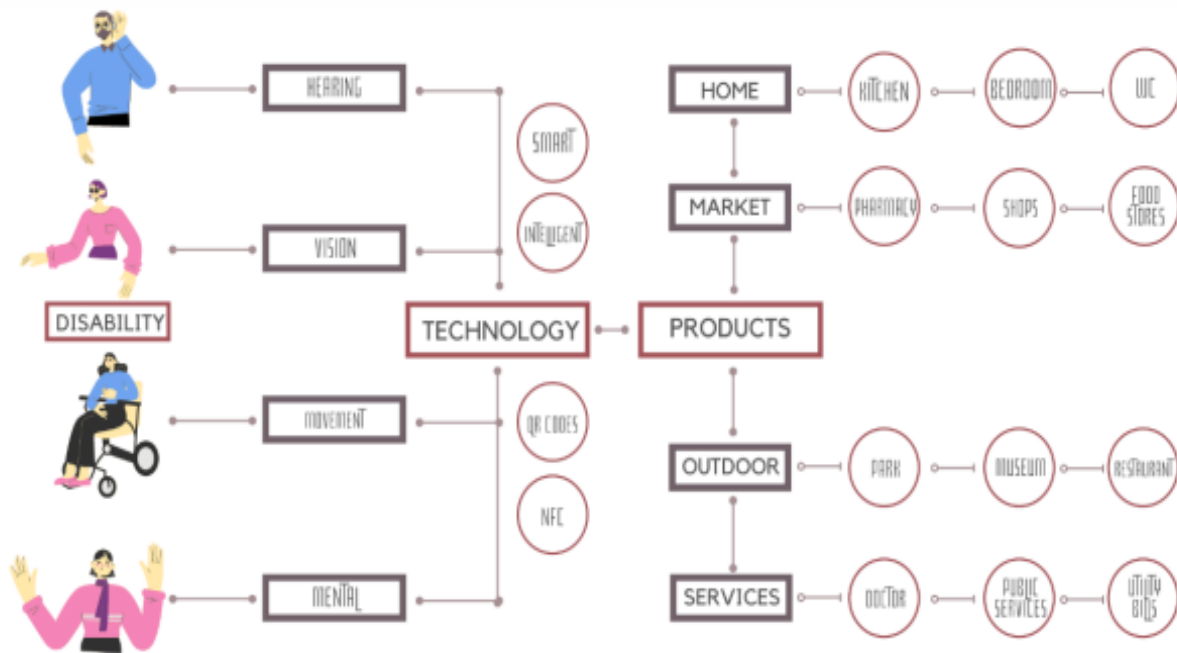 HEARING
SMART
INTELLIGENT
VISION
DISABILITY
TECHNOLOGY
MOVEMENT
QR CODES
NFC
MENTAL
HOME
KITCHEN
BEDROOM
WC
MARKET
PHARMACY
SHOPS
FOOD
STORES
PRODUCTS
OUTDOOR
PARK
MUSEUM
RESTAURANT
SERVICES
DOCTOR
PUBLIC
SERVICES
UTILITY
BILLS